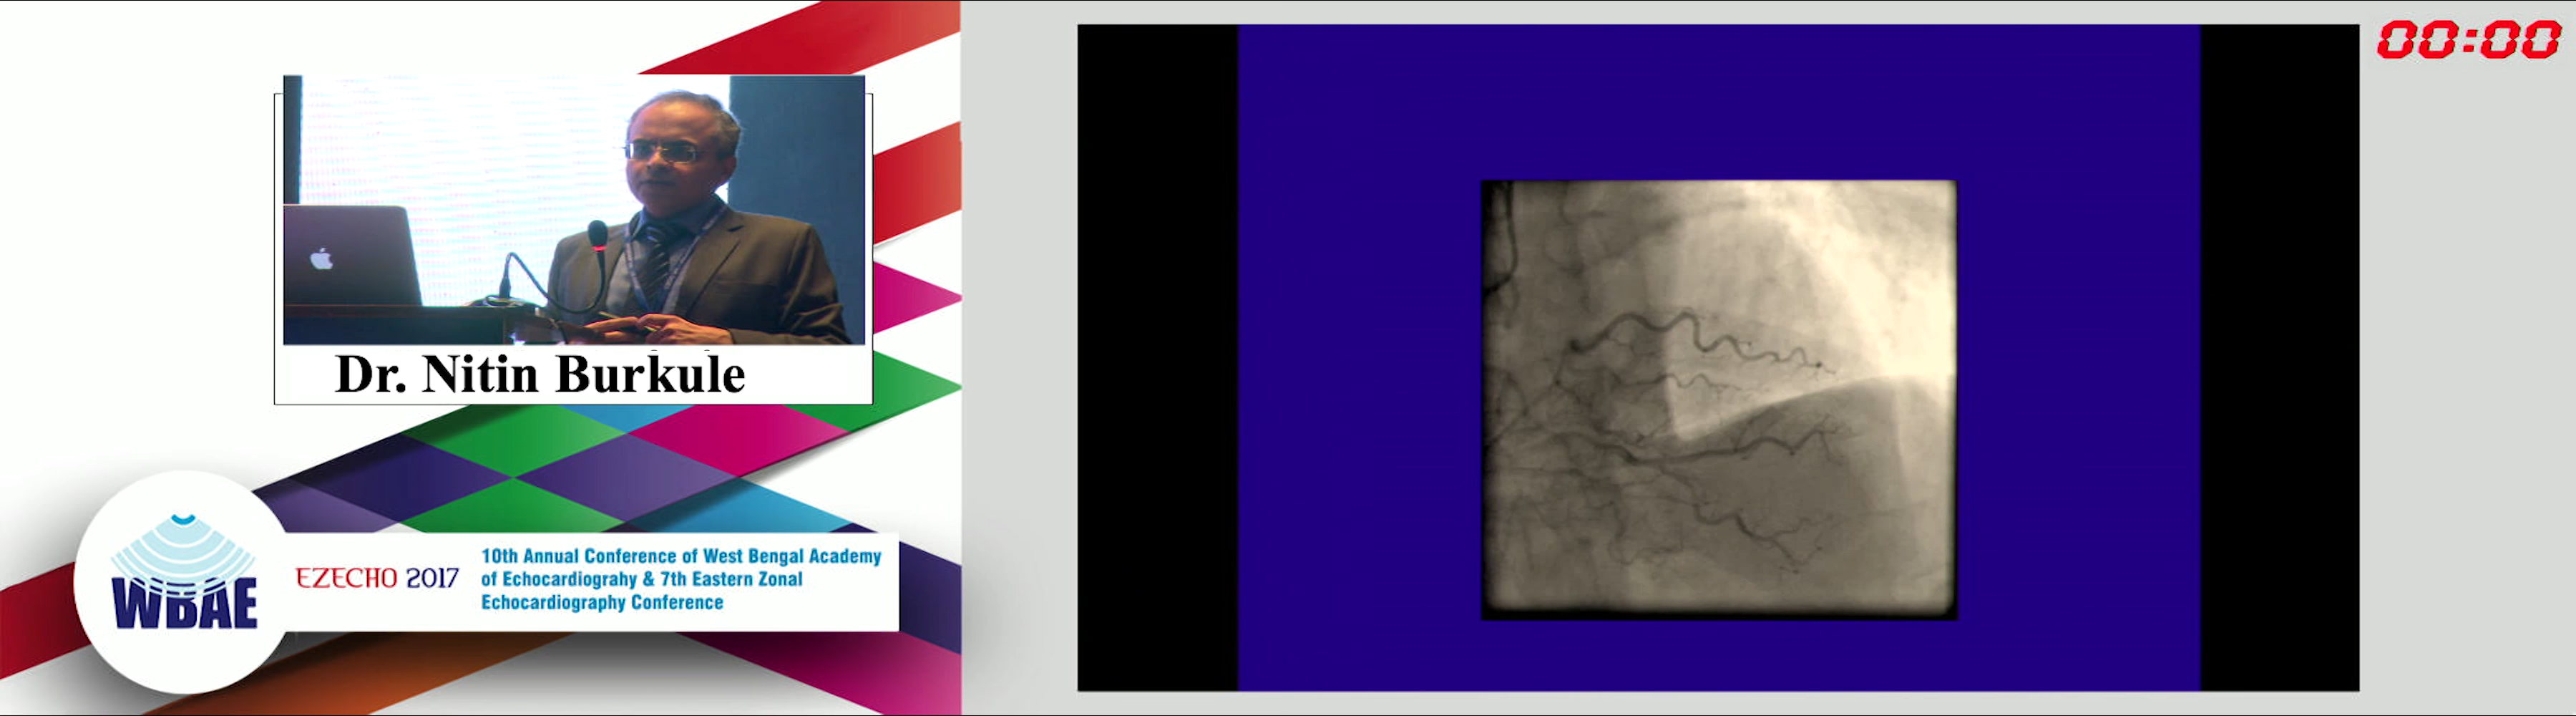 00:00
Dr. Nitin Burkule
WBAE
EZECHO 2017
10th Annual Conference of West Bengal Academy
of Echocardiograhy & 7th Eastern Zonal
Echocardiography Conference